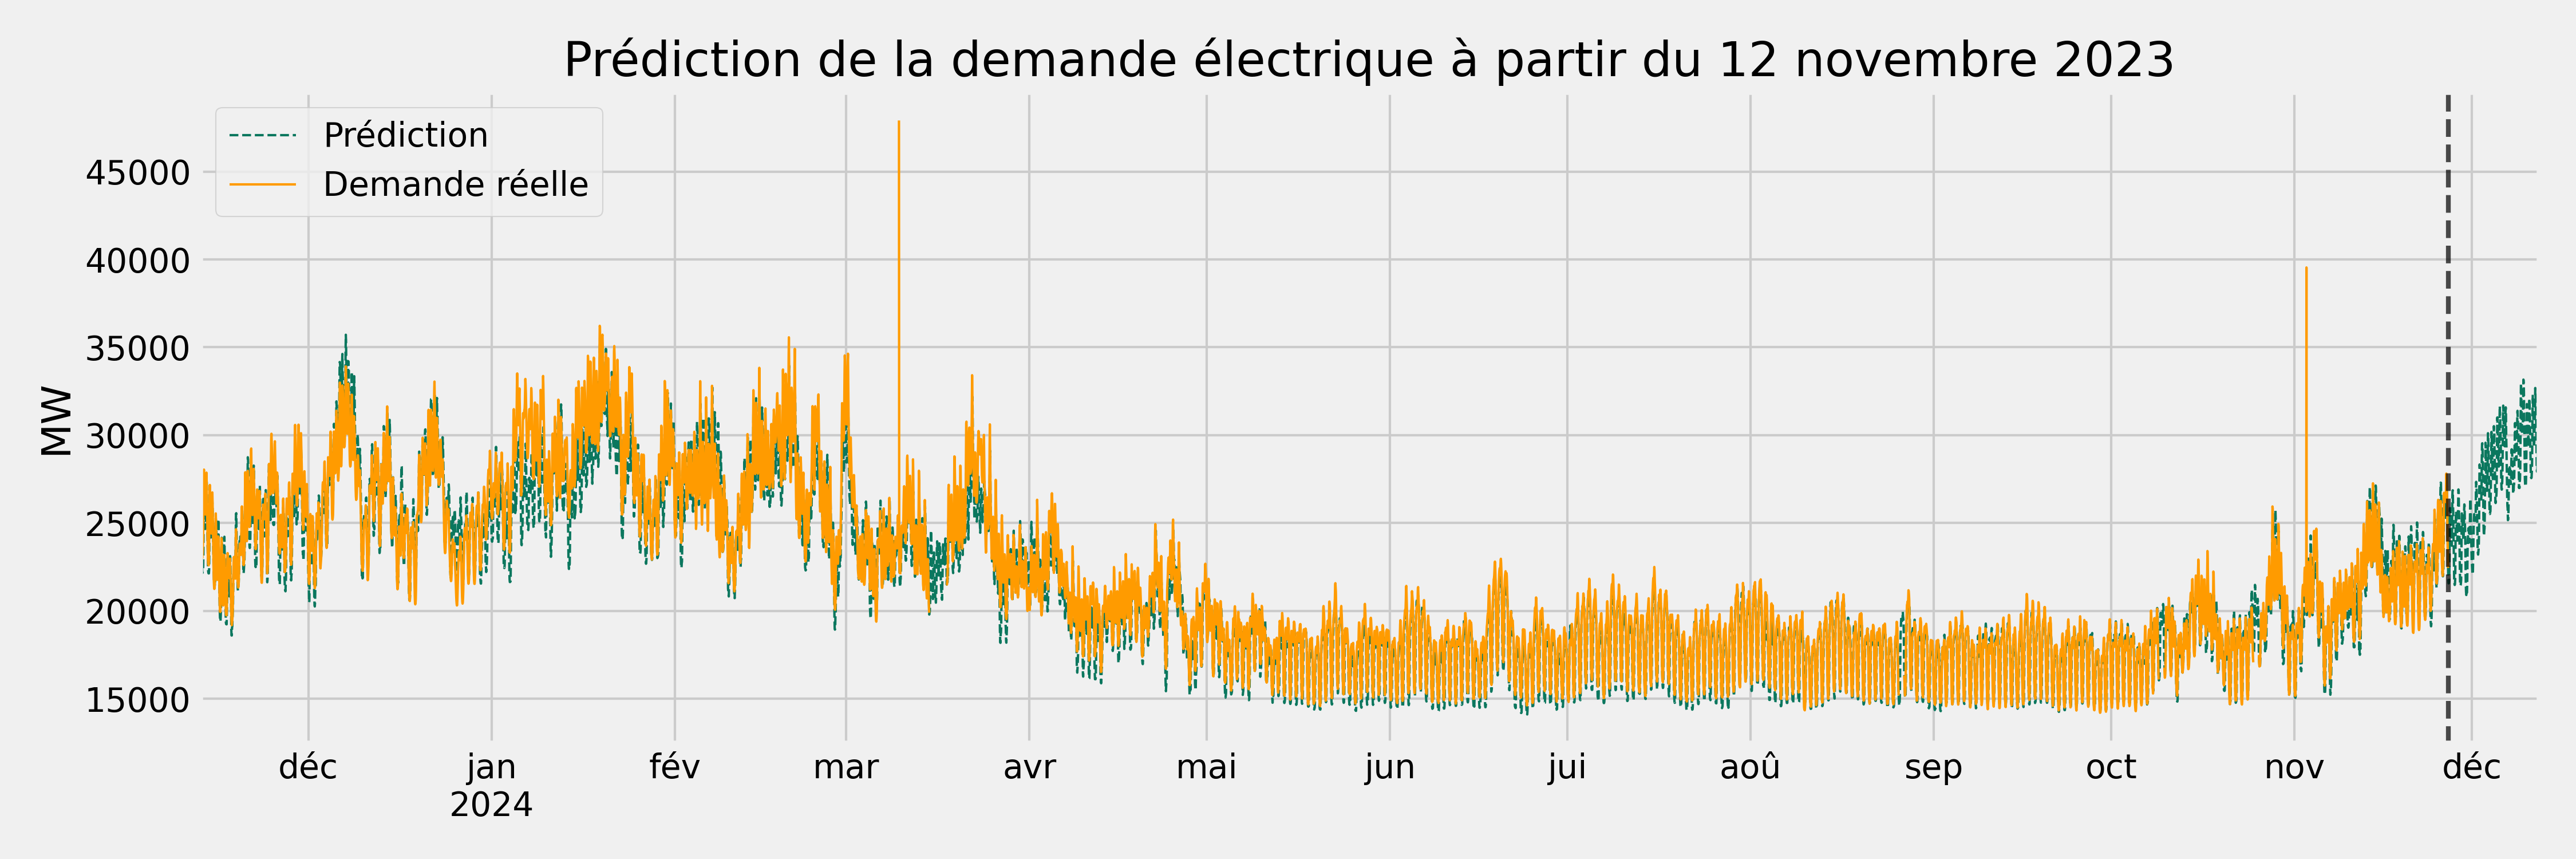 Prédiction de la demande électrique à partir du 12 novembre 2023
Prédiction
Demande réelle
MW
45000
40000
35000
30000
25000
20000
15000
déc jan fév mar avr mai jun jui aoû sep oct nov déc
2024